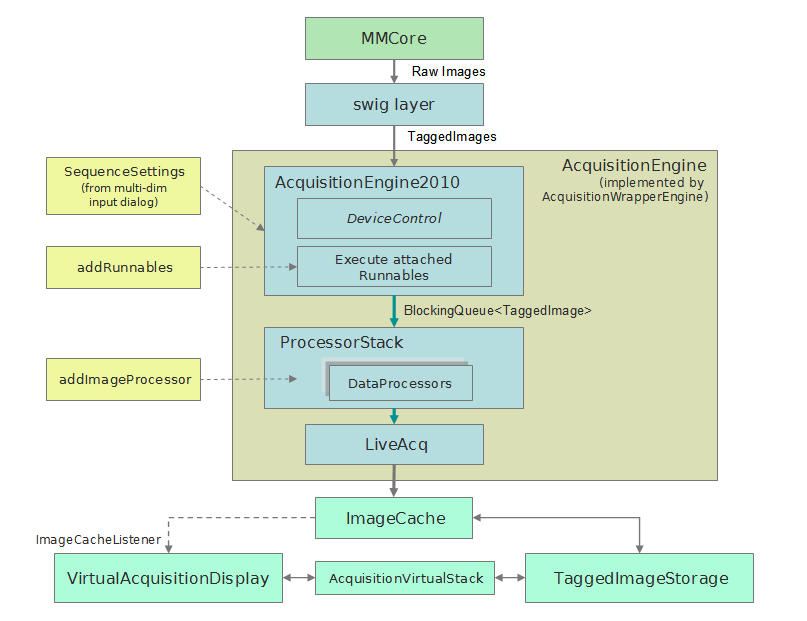 MMCore
Raw Images
swig layer
TaggedImages
AcquisitionEngine
(implemented by
AcquisitionWrapperEngine)
SequenceSettings
(from multi-dim
input dialog)
AcquisitionEngine2010
DeviceControl
addRunnables
Execute attached
Runnables
BlockingQueue<TaggedImage>
ProcessorStack
addImageProcessor
DataProcessors
LiveAcq
ImageCache
ImageCacheListener
VirtualAcquisitionDisplay
AcquisitionVirtualStack
TaggedImageStorage